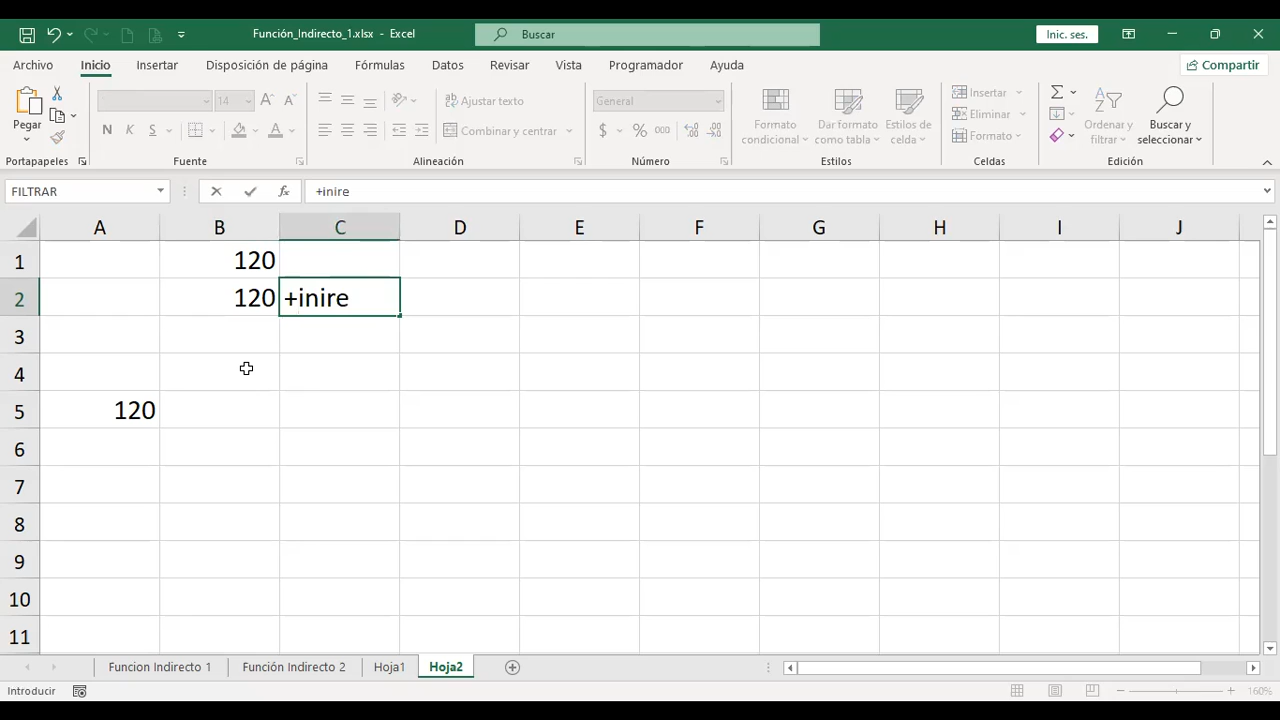 Función_Indirecto_1.xlsx - Excel
Buscar
Inic. ses.
Archivo Inicio Insertar Disposición de página Fórmulas Datos Revisar Vista Programador Ayuda
Compartir
Pegar
14
A A
N K S
A
Ajustar texto
Combinar y centrar
General
$ % 000
Formato condicional
Dar formato como tabla
Estilos de celda
Insertar
Eliminar
Formato
Ordenar y filtrar
Buscar y seleccionar
Portapapeles Fuente Alineación Número Estilos Celdas Edición
FILTRAR
fx
+inire
A B C D E F G H I J
1 120
2 120 +inire
3
4
5 120
6
7
8
9
10
11
Funcion Indirecto 1 Función Indirecto 2 Hoja1 Hoja2
Introducir
160%